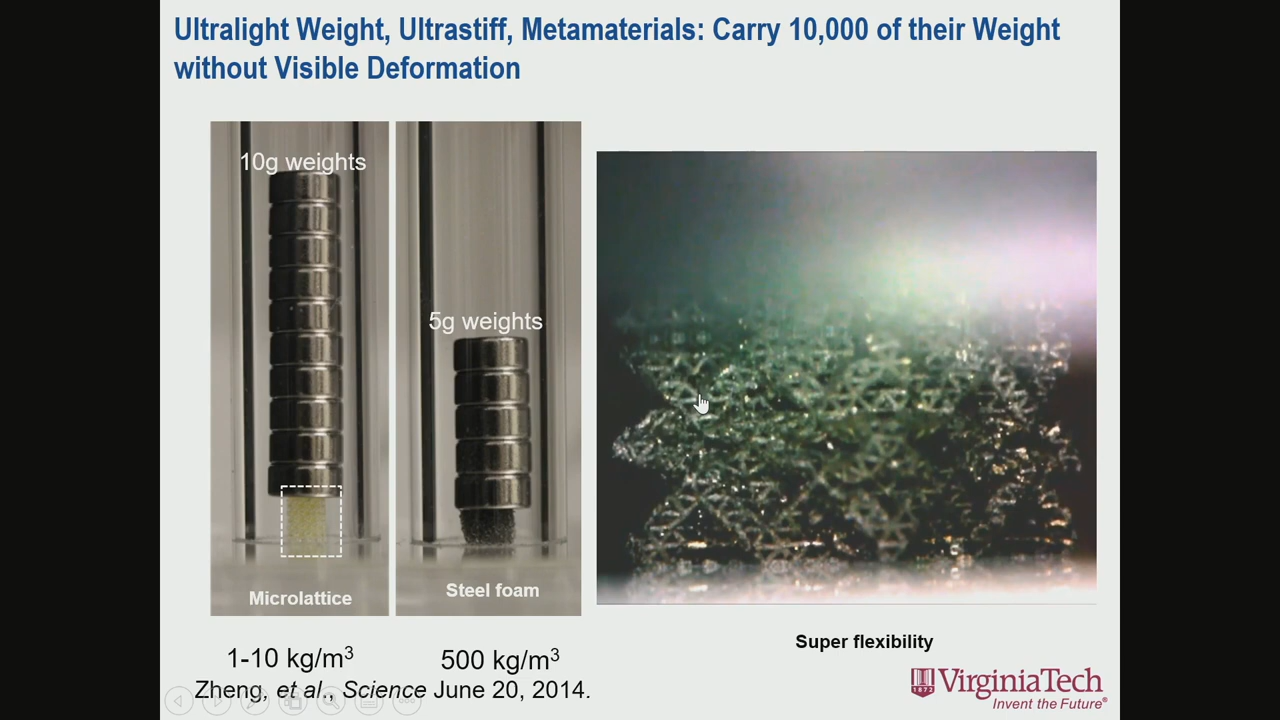 Ultralight Weight, Ultrastiff, Metamaterials: Carry 10,000 of their Weight
without Visible Deformation
10g weights
5g weights
Microlattice
Steel foam
1-10 kg/m³
500 kg/m³
Super flexibility
Zheng, et al., Science June 20, 2014.
1872
VirginiaTech
Invent the Future®